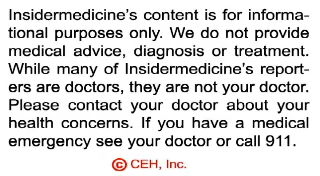 Insidermedicine's content is for informa-
tional purposes only. We do not provide
medical advice, diagnosis or treatment.
While many of Insidermedicine's report-
ers are doctors, they are not your doctor.
Please contact your doctor about your
health concerns. If you have a medical
emergency see your doctor or call 911.
© CEH, Inc.